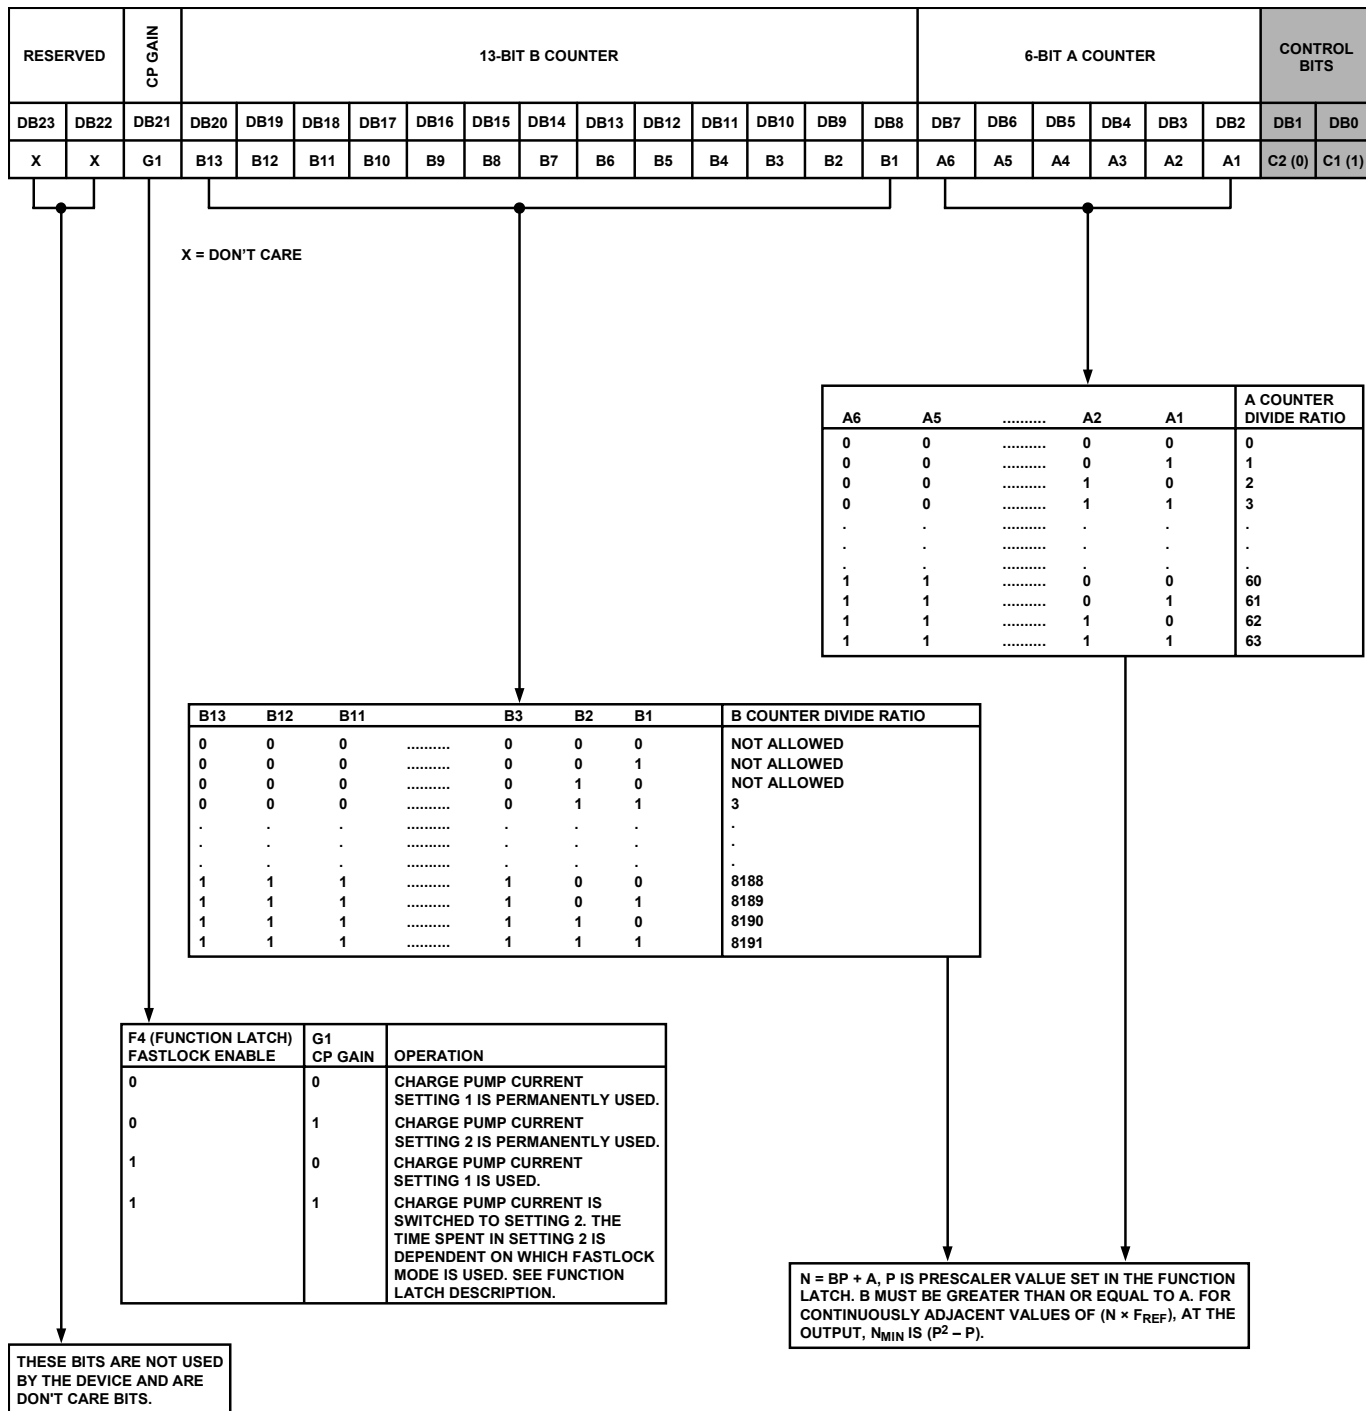 RESERVED
CP GAIN
13-BIT B COUNTER
6-BIT A COUNTER
CONTROL
BITS
DB23 DB22 DB21 DB20 DB19 DB18 DB17 DB16 DB15 DB14 DB13 DB12 DB11 DB10 DB9 DB8 DB7 DB6 DB5 DB4 DB3 DB2 DB1 DB0
X X G1 B13 B12 B11 B10 B9 B8 B7 B6 B5 B4 B3 B2 B1 A6 A5 A4 A3 A2 A1 C2 (0) C1 (1)
X = DON'T CARE
A6 A5 .......... A2 A1 A COUNTER
DIVIDE RATIO
0 0 .......... 0 0 0
0 0 .......... 0 1 1
0 0 .......... 1 0 2
0 0 .......... 1 1 3
. . .......... . . .
. . .......... . . .
. . .......... . . .
1 1 .......... 0 0 60
1 1 .......... 0 1 61
1 1 .......... 1 0 62
1 1 .......... 1 1 63
B13 B12 B11 B3 B2 B1 B COUNTER DIVIDE RATIO
0 0 0 .......... 0 0 0 NOT ALLOWED
0 0 0 .......... 0 0 1 NOT ALLOWED
0 0 0 .......... 0 1 0 NOT ALLOWED
0 0 0 .......... 0 1 1 3
. . . .......... . . . .
. . . .......... . . . .
. . . .......... . . . .
1 1 1 .......... 1 0 0 8188
1 1 1 .......... 1 0 1 8189
1 1 1 .......... 1 1 0 8190
1 1 1 .......... 1 1 1 8191
F4 (FUNCTION LATCH)
FASTLOCK ENABLE
G1
CP GAIN
OPERATION
0 0 CHARGE PUMP CURRENT
SETTING 1 IS PERMANENTLY USED.
0 1 CHARGE PUMP CURRENT
SETTING 2 IS PERMANENTLY USED.
1 0 CHARGE PUMP CURRENT
SETTING 1 IS USED.
1 1 CHARGE PUMP CURRENT IS
SWITCHED TO SETTING 2. THE
TIME SPENT IN SETTING 2 IS
DEPENDENT ON WHICH FASTLOCK
MODE IS USED. SEE FUNCTION
LATCH DESCRIPTION.
N = BP + A, P IS PRESCALER VALUE SET IN THE FUNCTION
LATCH. B MUST BE GREATER THAN OR EQUAL TO A. FOR
CONTINUOUSLY ADJACENT VALUES OF (N × FREF), AT THE
OUTPUT, NMIN IS (P² – P).
THESE BITS ARE NOT USED
BY THE DEVICE AND ARE
DON'T CARE BITS.